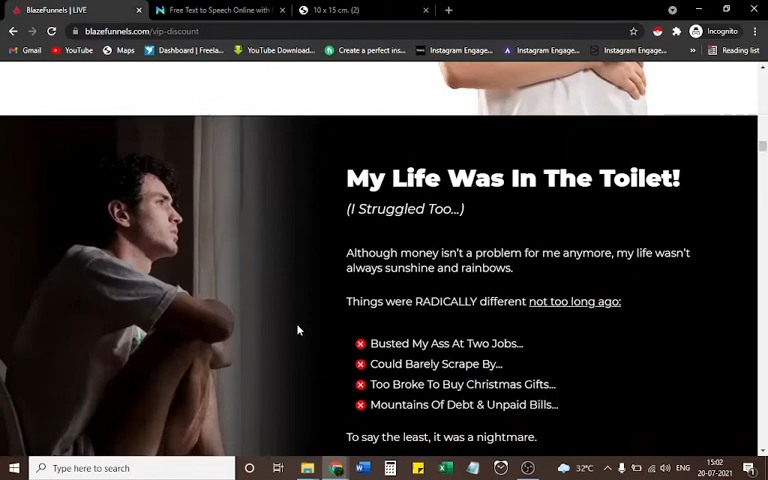 BlazeFunnels | LIVE
Free Text to Speech Online with
10 x 15 cm. (2)
blazefunnels.com/vip-discount
Incognito
Gmail
YouTube
Maps
Dashboard | Freela...
YouTube Download...
Create a perfect ins...
Instagram Engage...
Instagram Engage...
Instagram Engage...
Reading list
My Life Was In The Toilet!
(I Struggled Too...)
Although money isn't a problem for me anymore, my life wasn't
always sunshine and rainbows.
Things were RADICALLY different not too long ago:
Busted My Ass At Two Jobs...
Could Barely Scrape By...
Too Broke To Buy Christmas Gifts...
Mountains Of Debt & Unpaid Bills...
To say the least, it was a nightmare.
Type here to search
32°C
ENG
15:02
20-07-2021